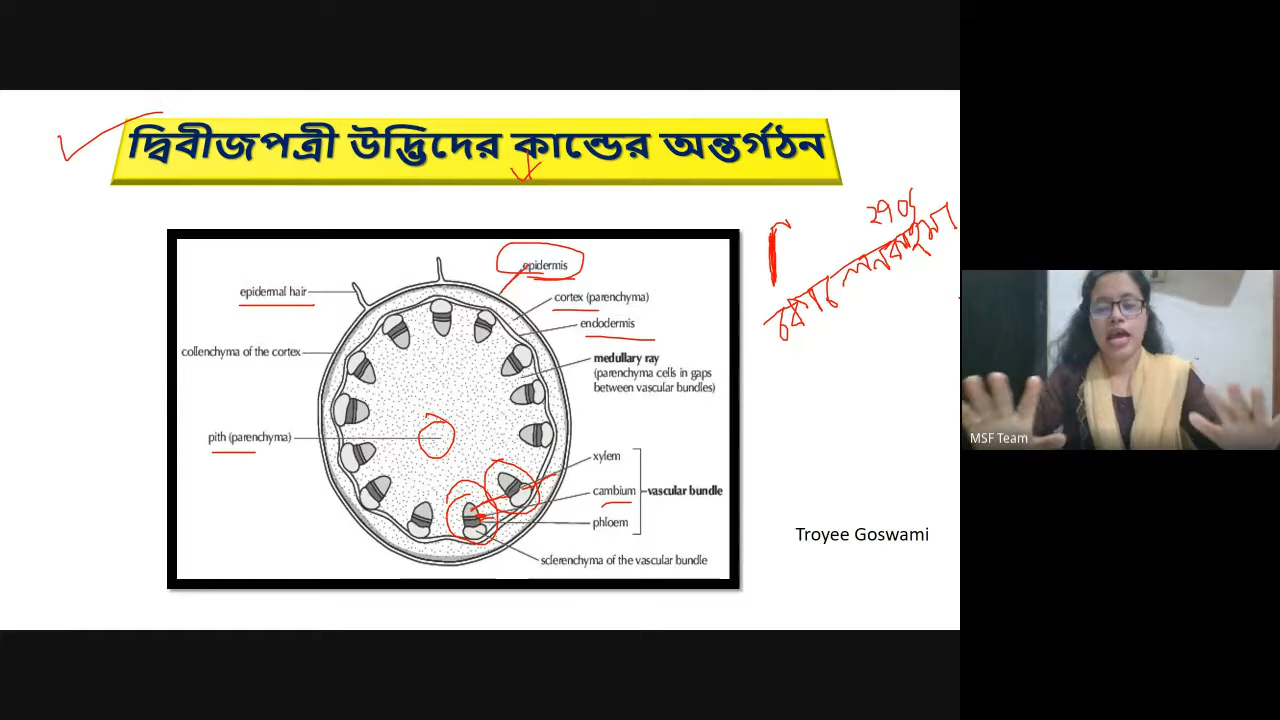 দ্বিবীজপত্রী উদ্ভিদের কান্ডের অন্তর্গঠন
epidermis
epidermal hair
cortex (parenchyma)
endodermis
collenchyma of the cortex
medullary ray
(parenchyma cells in gaps
between vascular bundles)
pith (parenchyma)
xylem
cambium
vascular bundle
phloem
sclerenchyma of the vascular bundle
Troyee Goswami
MSF Team